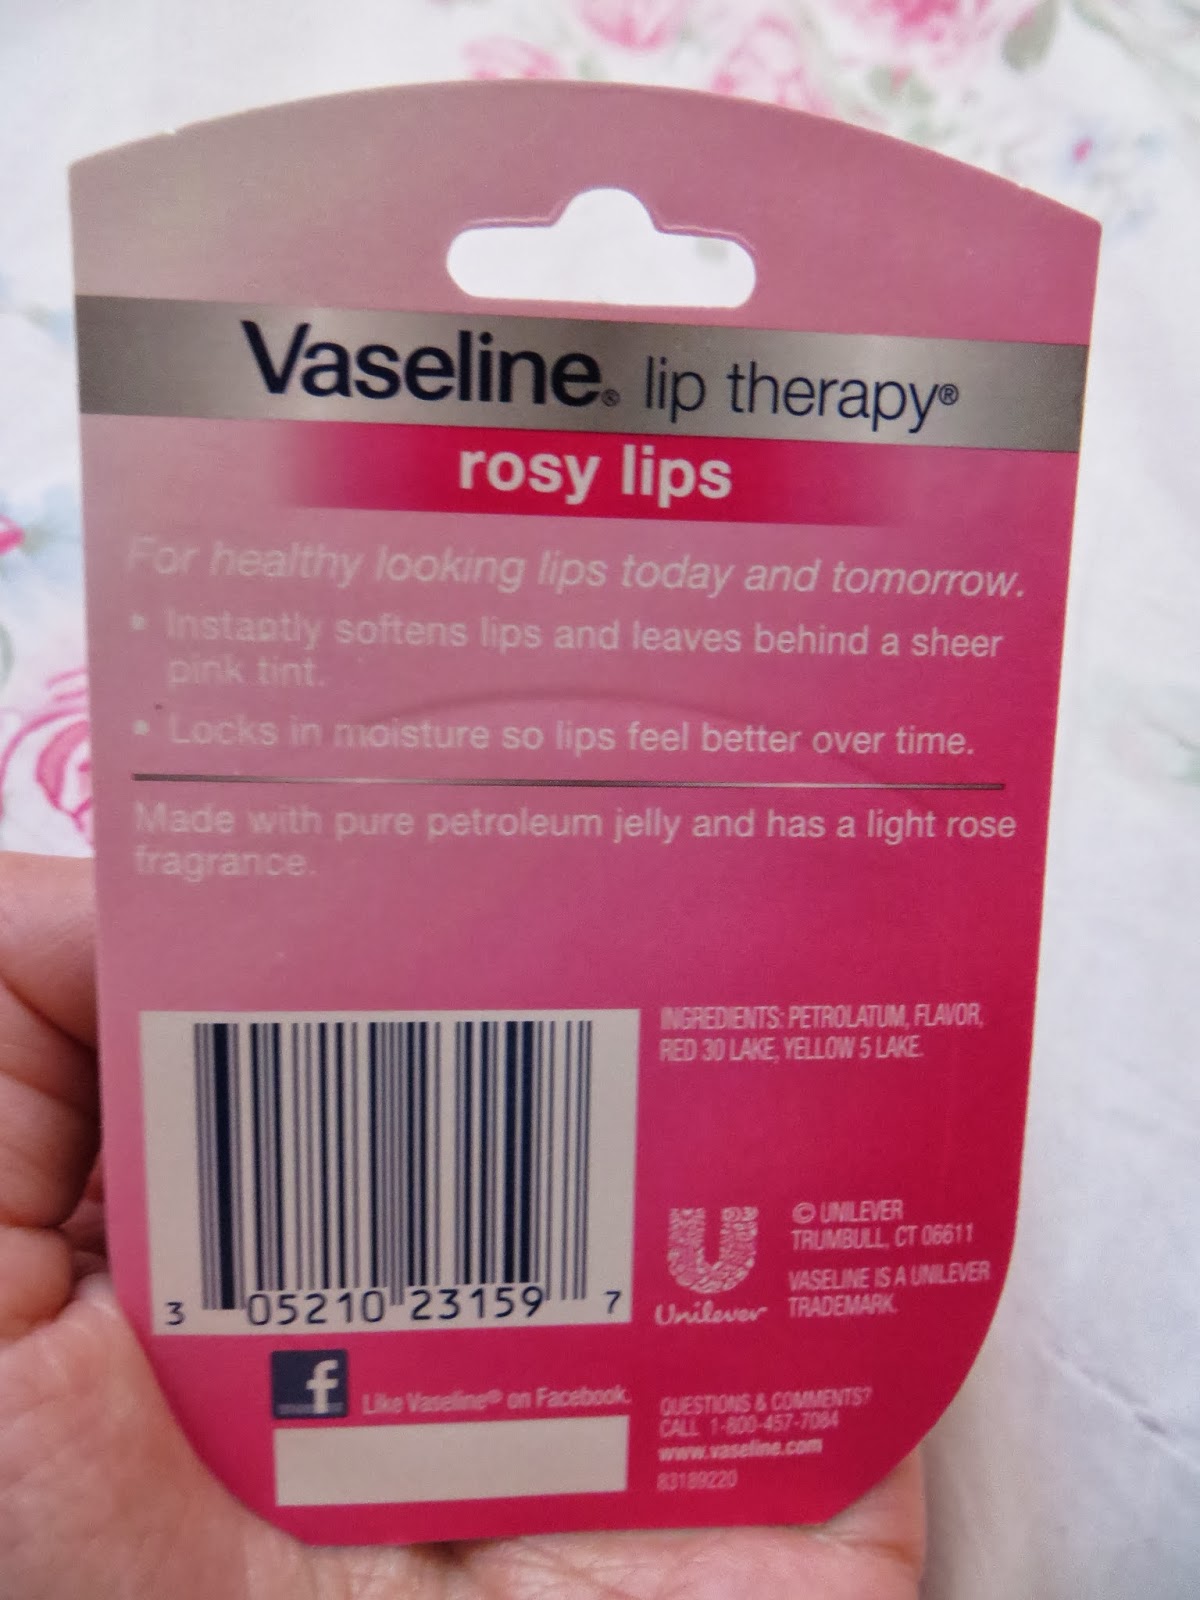 Vaseline® lip therapy®
rosy lips
For healthy looking lips today and tomorrow.
• Instantly softens lips and leaves behind a sheer
pink tint.
• Locks in moisture so lips feel better over time.
Made with pure petroleum jelly and has a light rose
fragrance.
INGREDIENTS: PETROLATUM, FLAVOR,
RED 30 LAKE, YELLOW 5 LAKE.
3 05210 23159 7
Unilever
© UNILEVER
TRUMBULL, CT 06611
VASELINE IS A UNILEVER
TRADEMARK.
f
Like Vaseline® on Facebook.
QUESTIONS & COMMENTS?
CALL 1-800-457-7084
www.vaseline.com
83189220